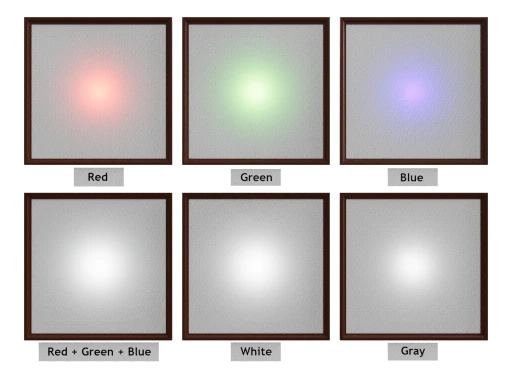 Red
Green
Blue
Red + Green + Blue
White
Gray